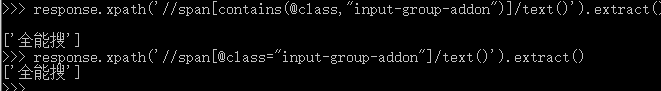 >>> response.xpath('//span[contains(@class,"input-group-addon")]/text()').extract()
['全能搜']
>>> response.xpath('//span[@class="input-group-addon"]/text()').extract()
['全能搜']
>>>